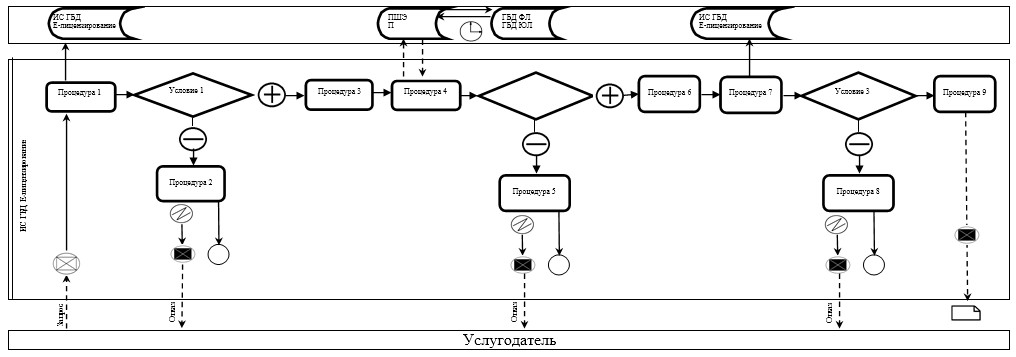 ИС ГБД
Е-лицензирование
ПШЭ
П
ГБД ФЛ
ГБД ЮЛ
ИС ГБД
Е-лицензирование
ИС ГБД Е-лицензирование
Процедура 1
Условие 1
Процедура 3
Процедура 4
Процедура 6
Процедура 7
Условие 3
Процедура 9
Процедура 2
Процедура 5
Процедура 8
Запрос
Отказ
Отказ
Отказ
Услугодатель